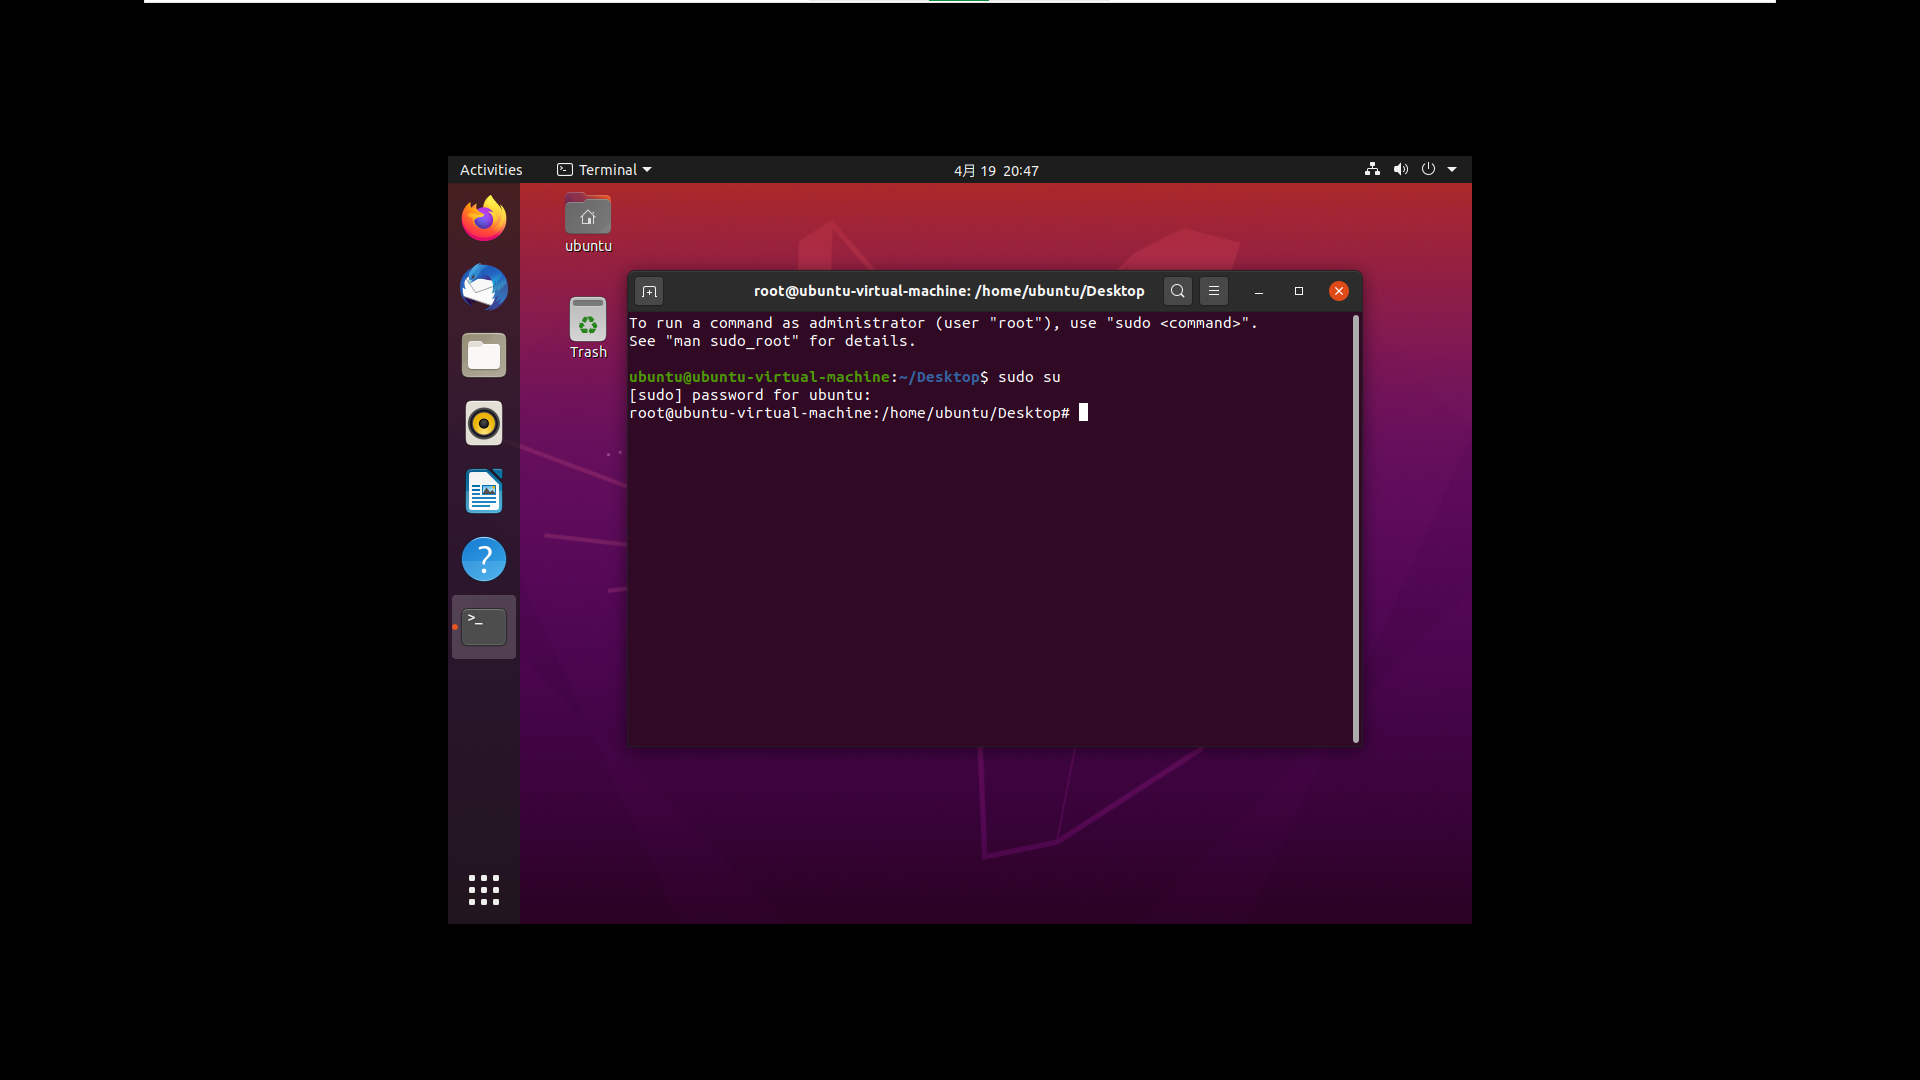 Activities
Terminal
4月 19 20:47
ubuntu
Trash
root@ubuntu-virtual-machine: /home/ubuntu/Desktop
To run a command as administrator (user "root"), use "sudo <command>".
See "man sudo_root" for details.
ubuntu@ubuntu-virtual-machine:~/Desktop$ sudo su
[sudo] password for ubuntu:
root@ubuntu-virtual-machine:/home/ubuntu/Desktop#